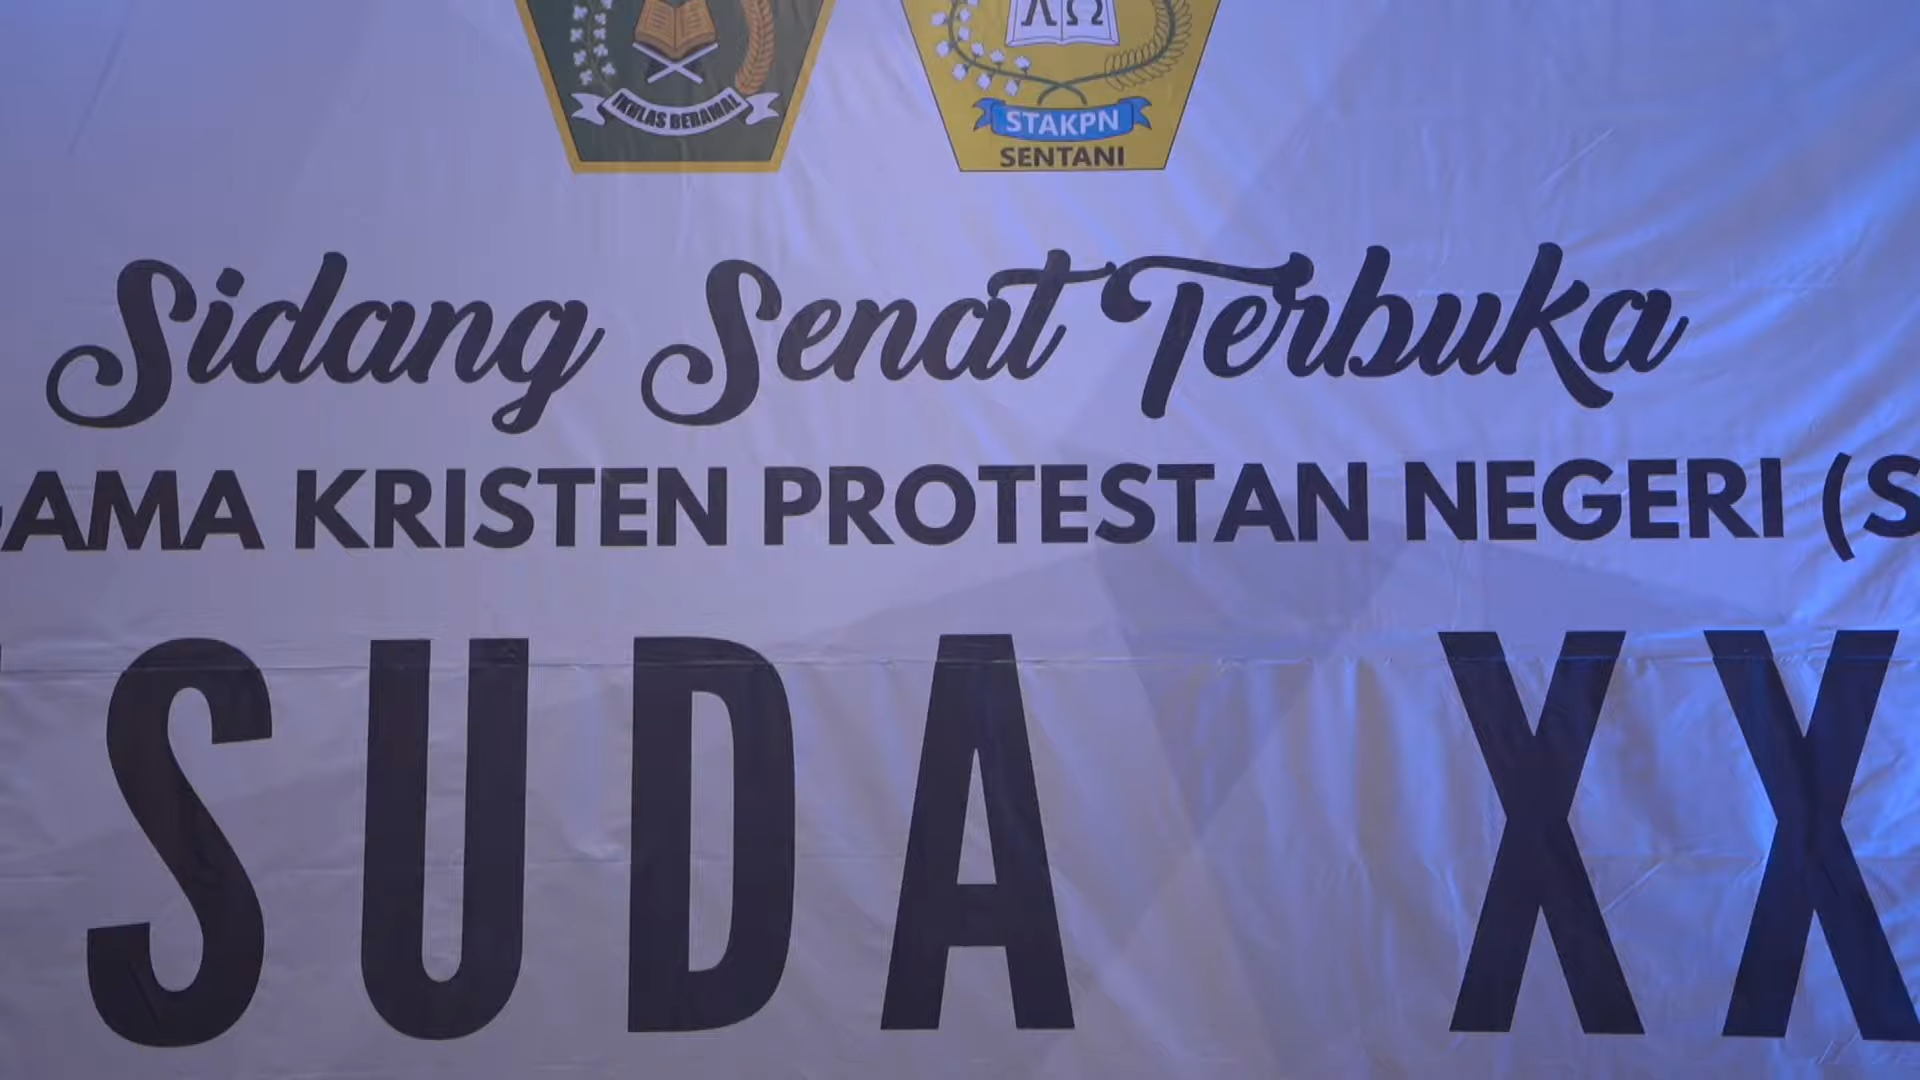 ΑΩ
IKHLAS BERAMAL
STAKPN
SENTANI
Sidang Senat Terbuka
GAMA KRISTEN PROTESTAN NEGERI (S
SUDA XX